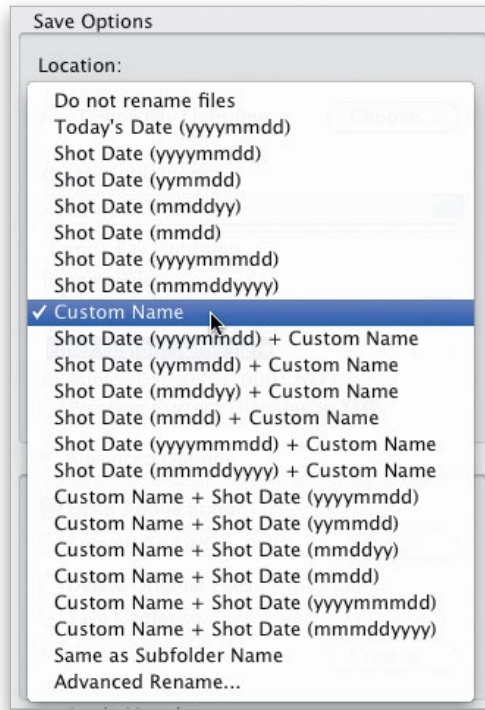 Save Options
Location:
Do not rename files
Today's Date (yyyymmdd)
Shot Date (yyyymmdd)
Shot Date (yymmdd)
Shot Date (mmddyy)
Shot Date (mmdd)
Shot Date (yyyymmmdd)
Shot Date (mmmddyyyy)
✓ Custom Name
Shot Date (yyyymmdd) + Custom Name
Shot Date (yymmdd) + Custom Name
Shot Date (mmddyy) + Custom Name
Shot Date (mmdd) + Custom Name
Shot Date (yyyymmmdd) + Custom Name
Shot Date (mmmddyyyy) + Custom Name
Custom Name + Shot Date (yyyymmdd)
Custom Name + Shot Date (yymmdd)
Custom Name + Shot Date (mmddyy)
Custom Name + Shot Date (mmdd)
Custom Name + Shot Date (yyyymmmdd)
Custom Name + Shot Date (mmmddyyyy)
Same as Subfolder Name
Advanced Rename...